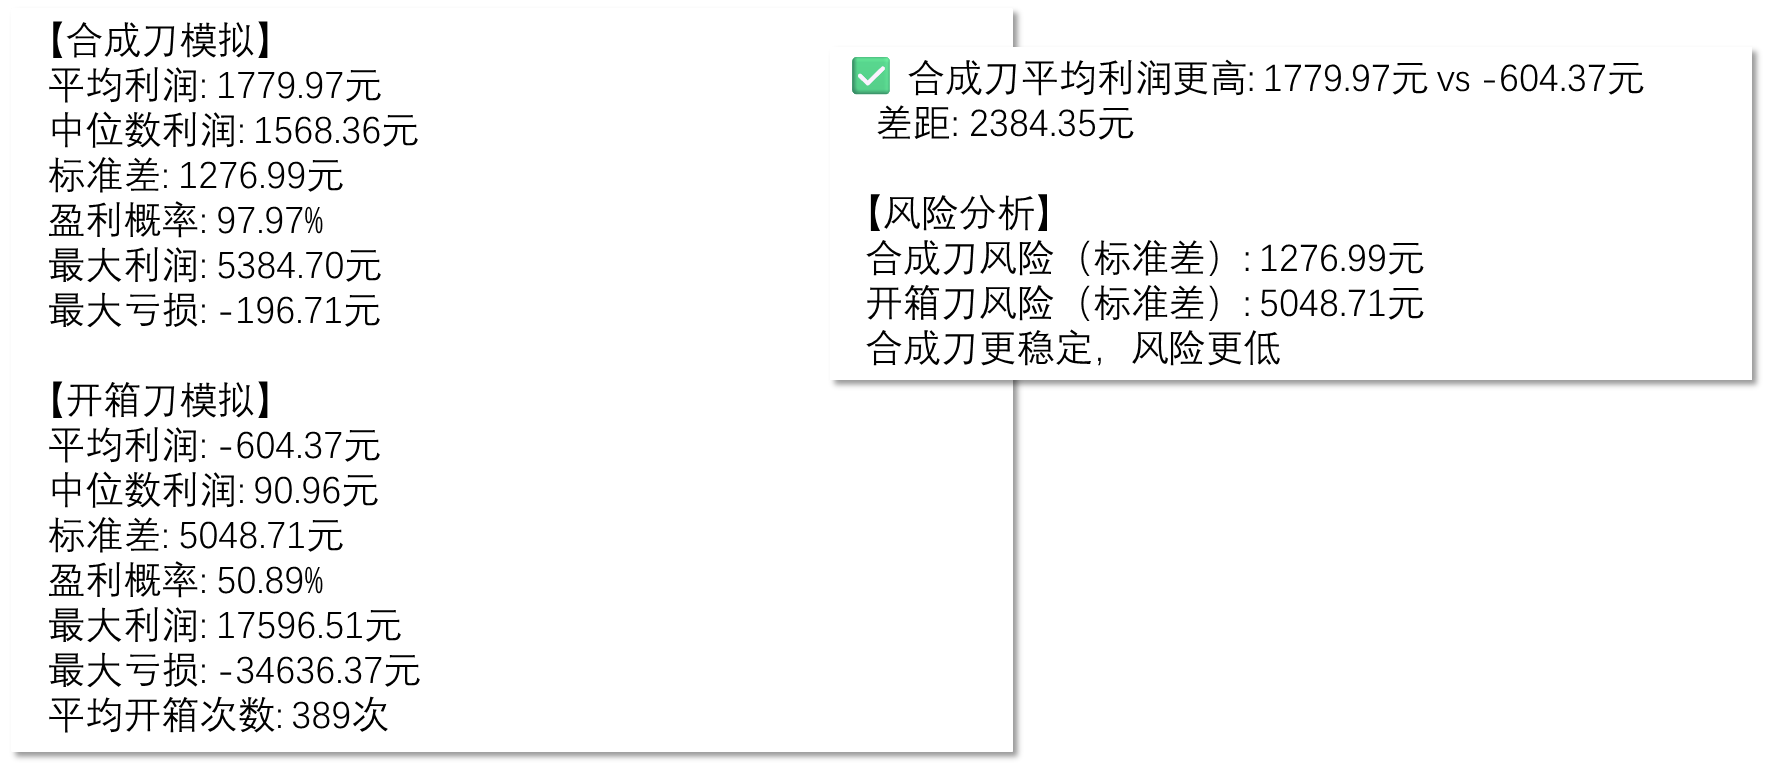 【合成刀模拟】
平均利润: 1779.97元
中位数利润: 1568.36元
标准差: 1276.99元
盈利概率: 97.97%
最大利润: 5384.70元
最大亏损: -196.71元
【开箱刀模拟】
平均利润: -604.37元
中位数利润: 90.96元
标准差: 5048.71元
盈利概率: 50.89%
最大利润: 17596.51元
最大亏损: -34636.37元
平均开箱次数: 389次
✅ 合成刀平均利润更高: 1779.97元 vs -604.37元
差距: 2384.35元
【风险分析】
合成刀风险（标准差）: 1276.99元
开箱刀风险（标准差）: 5048.71元
合成刀更稳定，风险更低